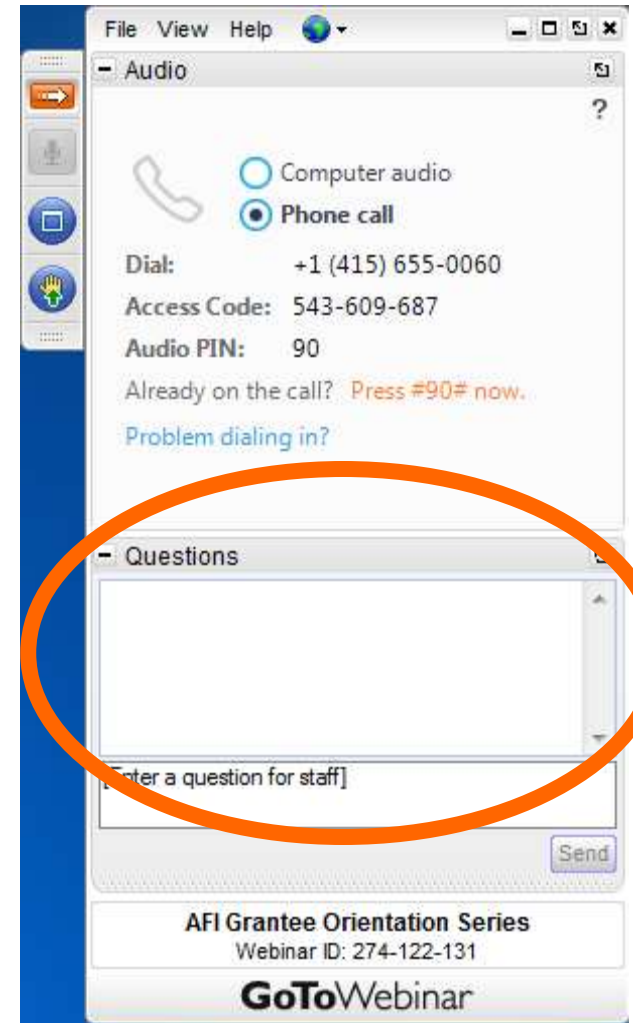 File View Help
Audio
?
Computer audio
Phone call
Dial: +1 (415) 655-0060
Access Code: 543-609-687
Audio PIN: 90
Already on the call? Press #90# now.
Problem dialing in?
Questions
[Enter a question for staff]
Send
AFI Grantee Orientation Series
Webinar ID: 274-122-131
GoToWebinar